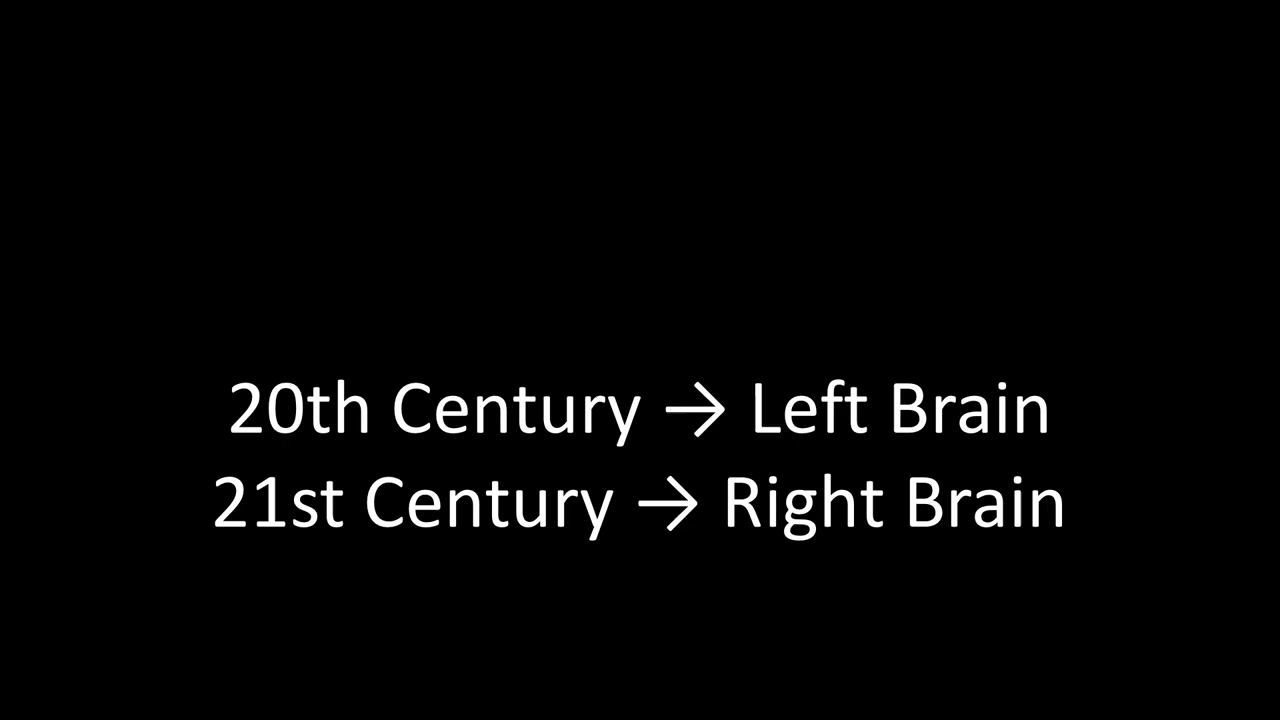 20th Century → Left Brain
21st Century → Right Brain